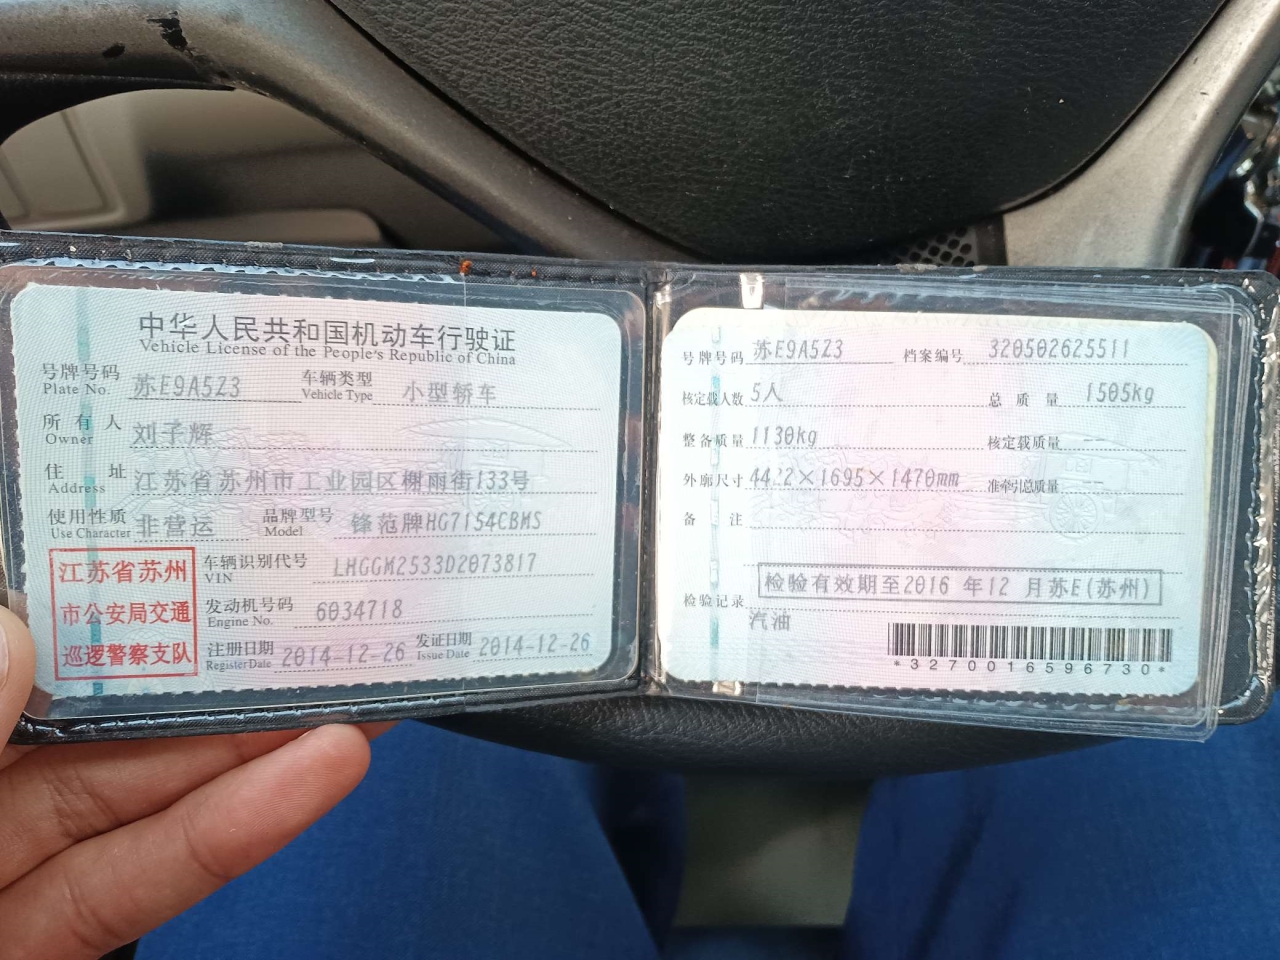 中华人民共和国机动车行驶证
Vehicle License of the People's Republic of China
号牌号码 Plate No. 苏E9A5Z3 车辆类型 Vehicle Type 小型轿车
所有人 Owner 刘子辉
住址 Address 江苏省苏州市工业园区榭雨街133号
使用性质 Use Character 非营运 品牌型号 Model 锋范牌HG7154CBMS
江苏省苏州
市公安局交通
巡逻警察支队
车辆识别代号 VIN LHGGM2533D2073817
发动机号码 Engine No. 6034718
注册日期 Register Date 2014-12-26 发证日期 Issue Date 2014-12-26
号牌号码 苏E9A5Z3 档案编号 320502625511
核定载人数 5人 总质量 1505kg
整备质量 1130kg 核定载质量 --
外廓尺寸 4422×1695×1470mm 准牵引总质量 --
备注
检验有效期至2016 年12 月苏E(苏州)
检验记录
汽油
*3270016596730*